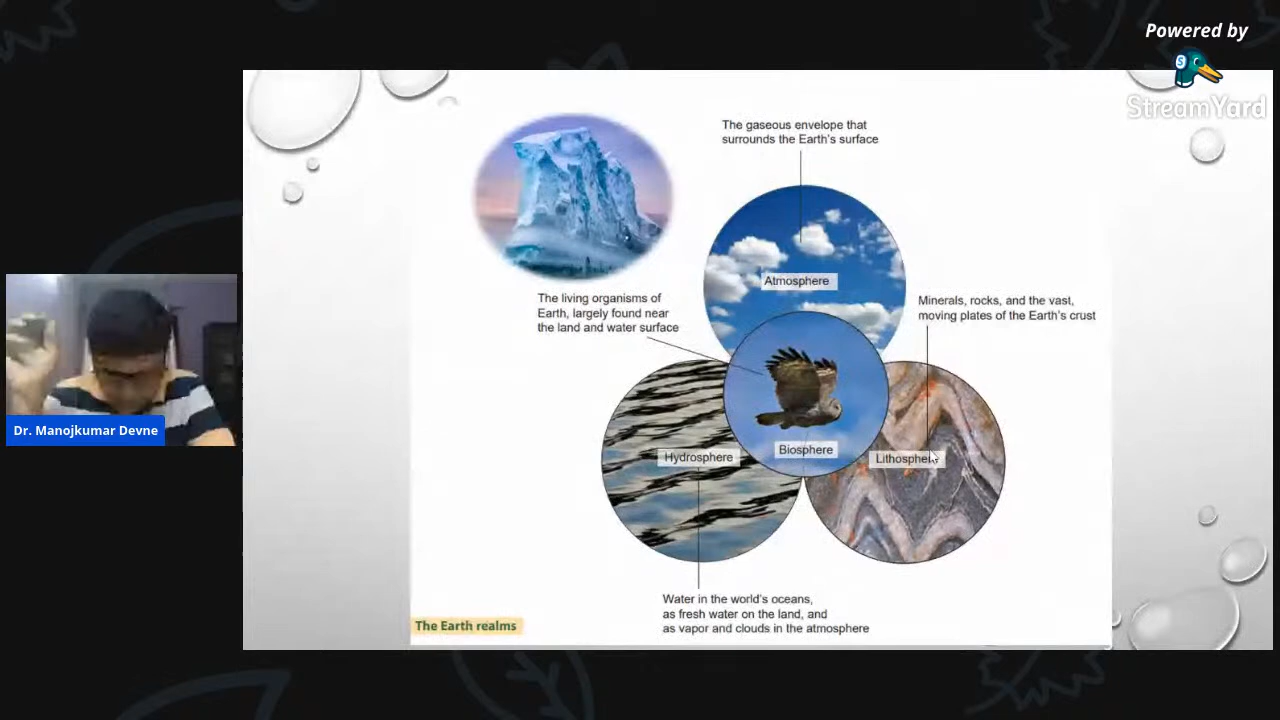 Powered by
StreamYard
The gaseous envelope that
surrounds the Earth's surface
Atmosphere
The living organisms of
Earth, largely found near
the land and water surface
Minerals, rocks, and the vast,
moving plates of the Earth's crust
Hydrosphere
Biosphere
Lithosphere
Dr. Manojkumar Devne
Water in the world's oceans,
as fresh water on the land, and
as vapor and clouds in the atmosphere
The Earth realms